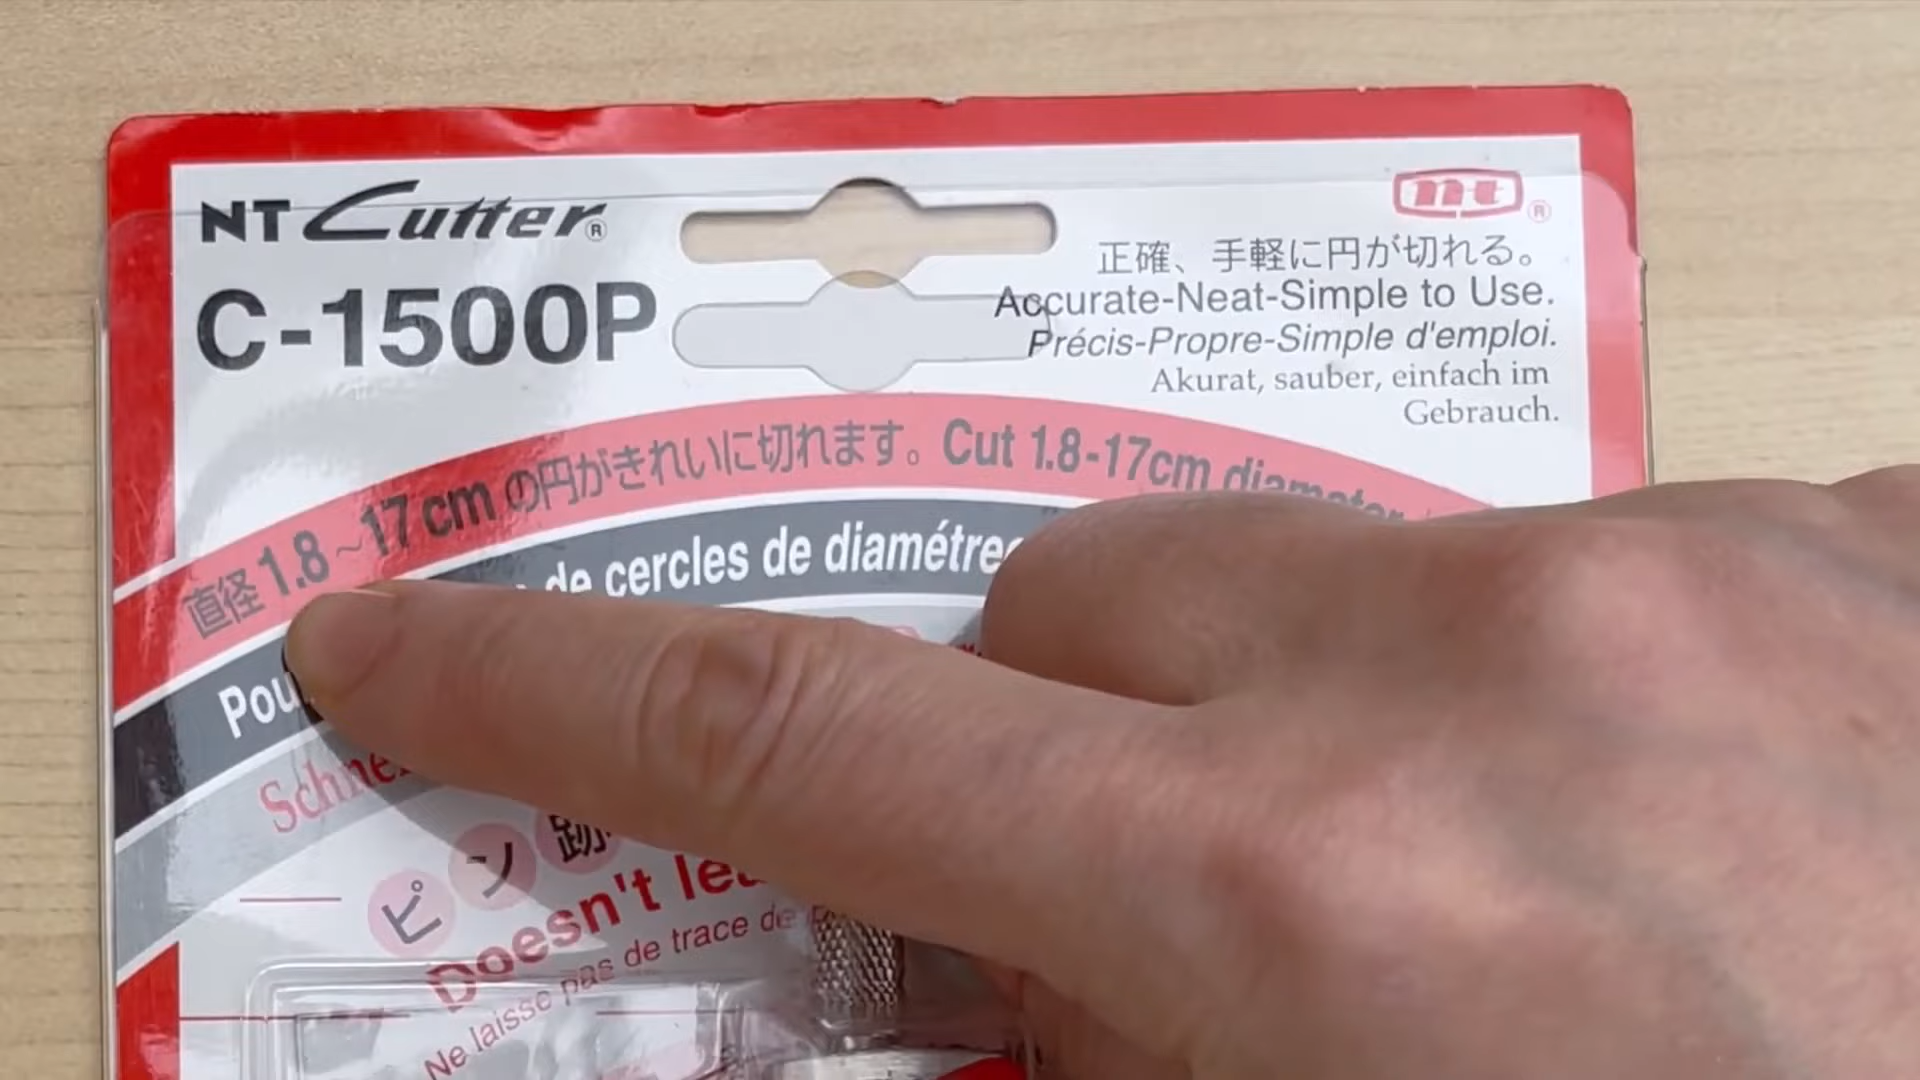 NT Cutter®
C-1500P
nt®
正確、手軽に円が切れる。
Accurate-Neat-Simple to Use.
Précis-Propre-Simple d'emploi.
Akurat, sauber, einfach im
Gebrauch.
直径1.8~17cmの円がきれいに切れます。Cut 1.8-17cm diameter
de cercles de diamétre
ピン跡
Doesn't
Ne laisse pas de trace de